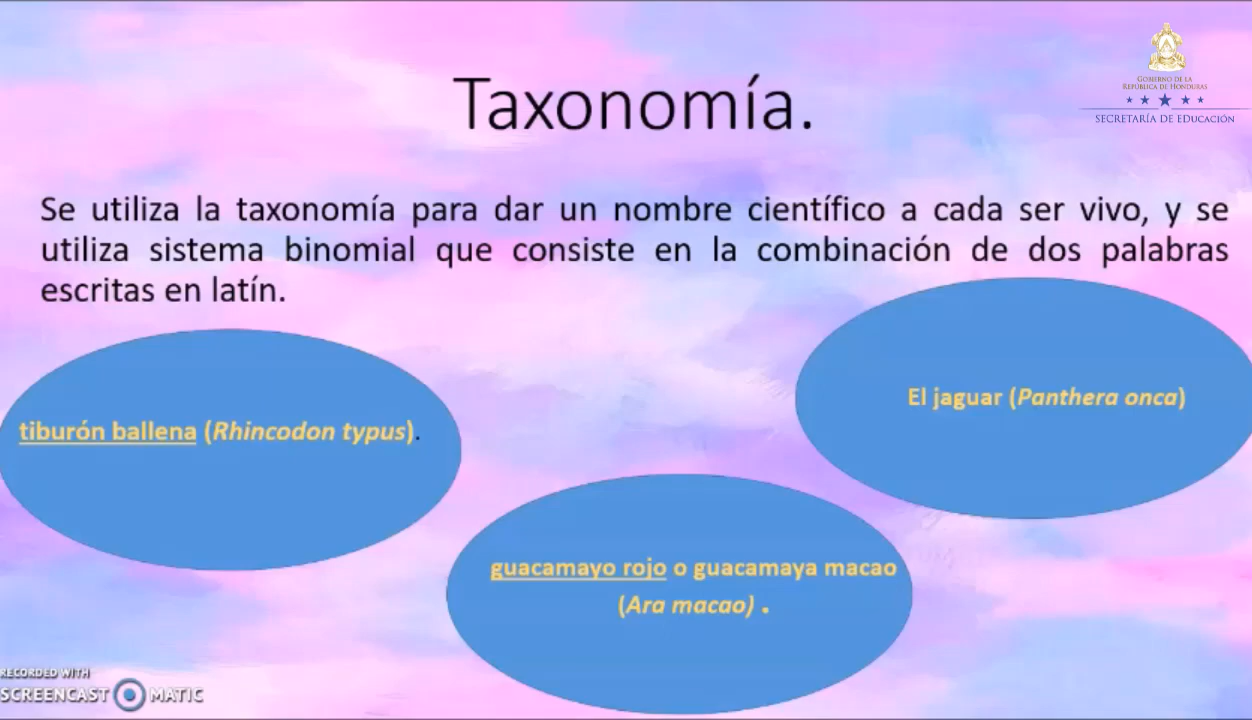 GOBIERNO DE LA
REPÚBLICA DE HONDURAS
SECRETARÍA DE EDUCACIÓN
Taxonomía.
Se utiliza la taxonomía para dar un nombre científico a cada ser vivo, y se
utiliza sistema binomial que consiste en la combinación de dos palabras
escritas en latín.
El jaguar (Panthera onca)
tiburón ballena (Rhincodon typus).
guacamayo rojo o guacamaya macao
(Ara macao) .
RECORDED WITH
SCREENCAST MATIC